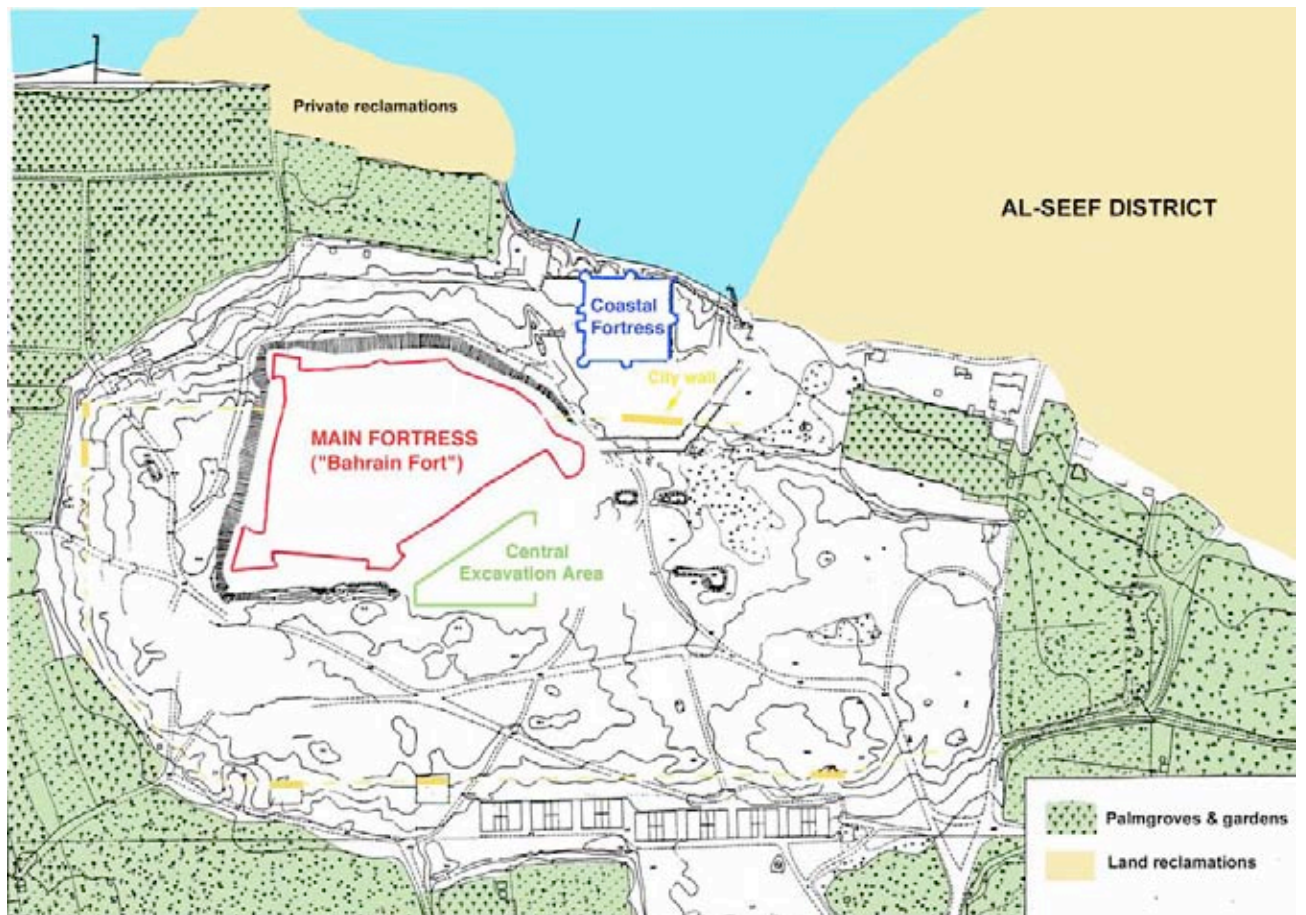 Private reclamations
AL-SEEF DISTRICT
Coastal
Fortress
City wall
MAIN FORTRESS
("Bahrain Fort")
Central
Excavation Area
Palmgroves & gardens
Land reclamations